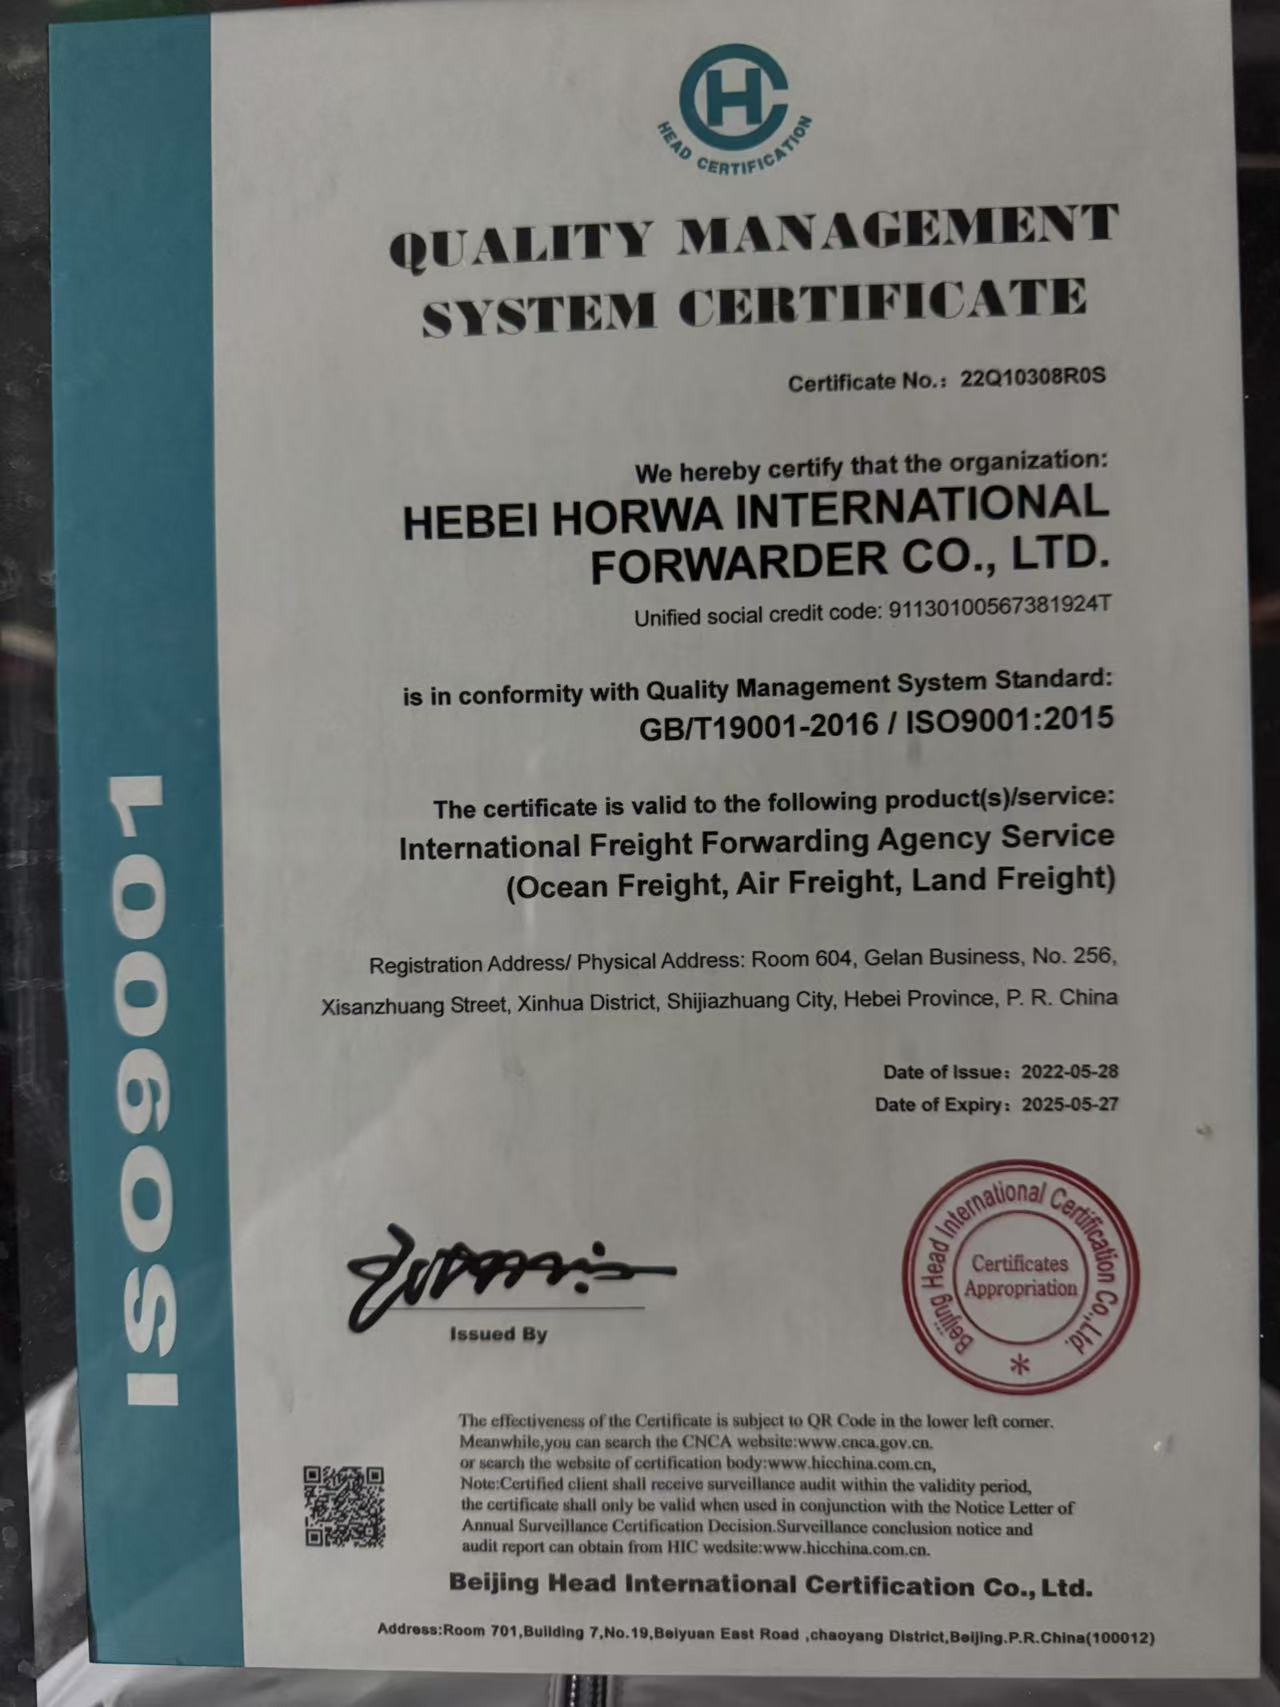 HC
HEAD CERTIFICATION
QUALITY MANAGEMENT
SYSTEM CERTIFICATE
Certificate No.: 22Q10308R0S
We hereby certify that the organization:
HEBEI HORWA INTERNATIONAL
FORWARDER CO., LTD.
Unified social credit code: 91130100567381924T
is in conformity with Quality Management System Standard:
GB/T19001-2016 / ISO9001:2015
The certificate is valid to the following product(s)/service:
International Freight Forwarding Agency Service
(Ocean Freight, Air Freight, Land Freight)
Registration Address/ Physical Address: Room 604, Gelan Business, No. 256,
Xisanzhuang Street, Xinhua District, Shijiazhuang City, Hebei Province, P. R. China
Date of Issue: 2022-05-28
Date of Expiry: 2025-05-27
ISO9001
Issued By
Beijing Head International Certification Co.,Ltd.
Certificates
Appropriation
The effectiveness of the Certificate is subject to QR Code in the lower left corner.
Meanwhile,you can search the CNCA website:www.cnca.gov.cn.
or search the website of certification body:www.hicchina.com.cn,
Note:Certified client shall receive surveillance audit within the validity period,
the certificate shall only be valid when used in conjunction with the Notice Letter of
Annual Surveillance Certification Decision.Surveillance conclusion notice and
audit report can obtain from HIC wedsite:www.hicchina.com.cn.
Beijing Head International Certification Co., Ltd.
Address:Room 701,Building 7,No.19,Beiyuan East Road ,chaoyang District,Beijing.P.R.China(100012)